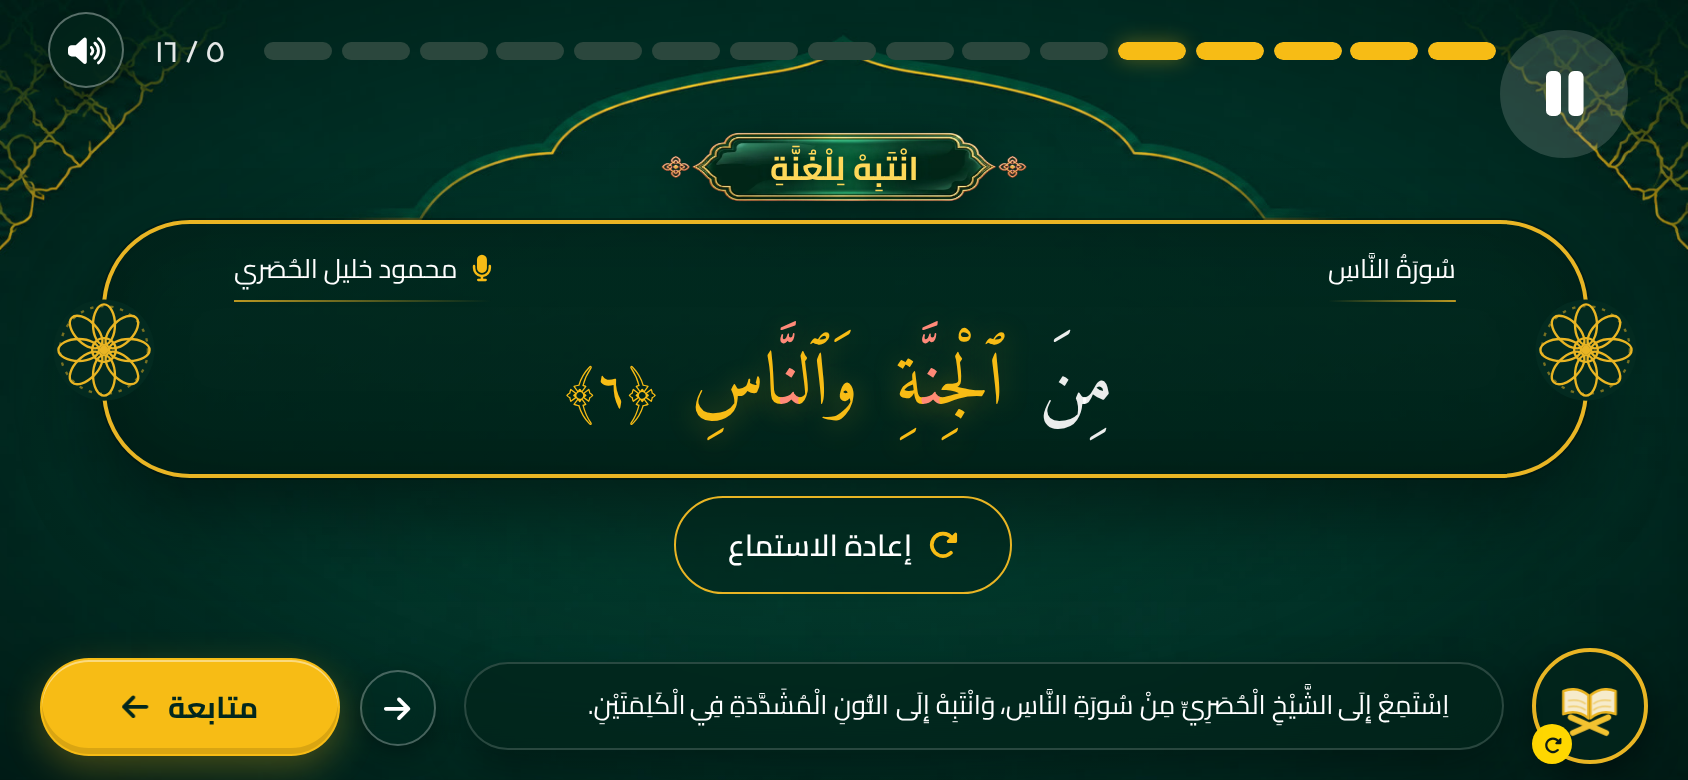 ٥ / ١٦
انْتَبِهْ لِلْغُنَّةِ
سُورَةُ النَّاسِ
محمود خليل الحُصَري
مِنَ ٱلْجِنَّةِ وَٱلنَّاسِ ﴿٦﴾
إعادة الاستماع
اِسْتَمِعْ إِلَى الشَّيْخِ الْحُصَرِيِّ مِنْ سُورَةِ النَّاسِ، وَانْتَبِهْ إِلَى النُّونِ الْمُشَدَّدَةِ فِي الْكَلِمَتَيْنِ.
متابعة